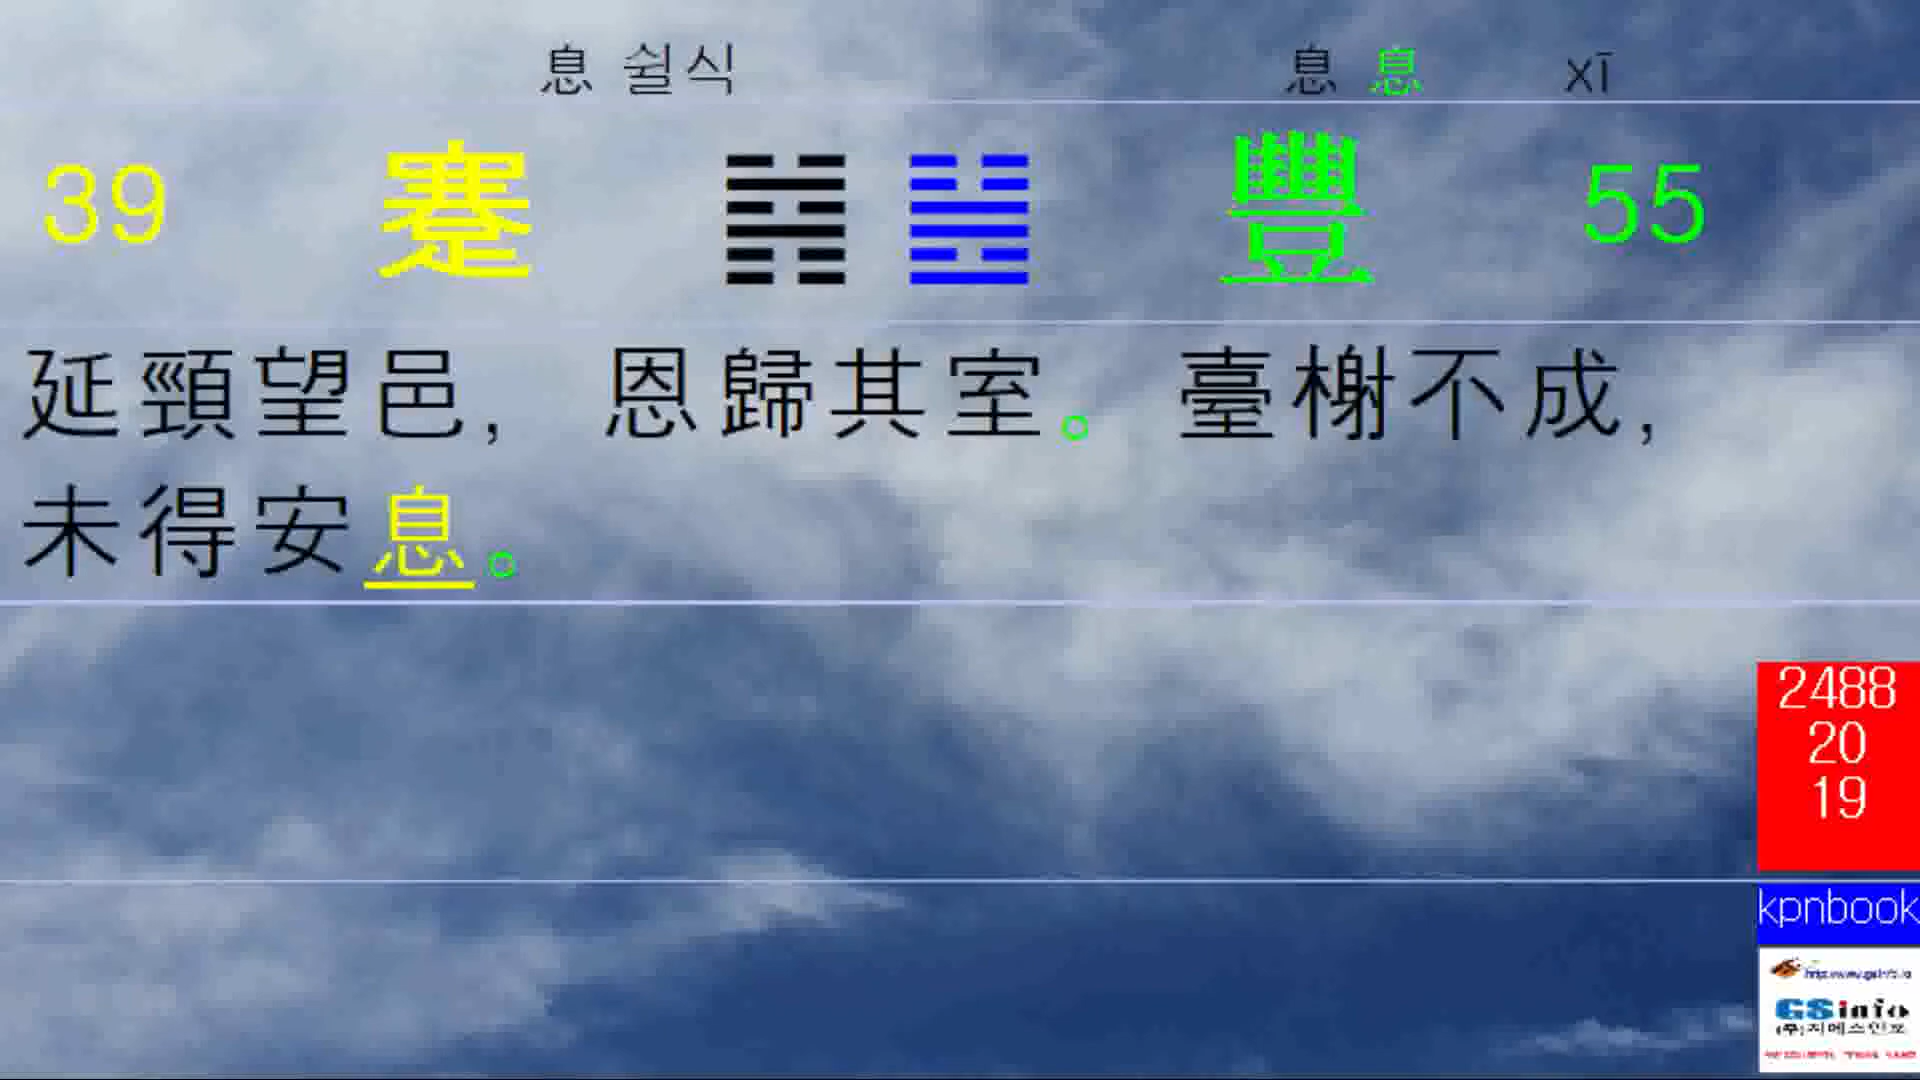 息 쉴식 息 息 xī
39 蹇 豐 55
延頸望邑, 恩歸其室。 臺榭不成,
未得安息。
2488
20
19
kpnbook
GSinfo
(주)지에스인포